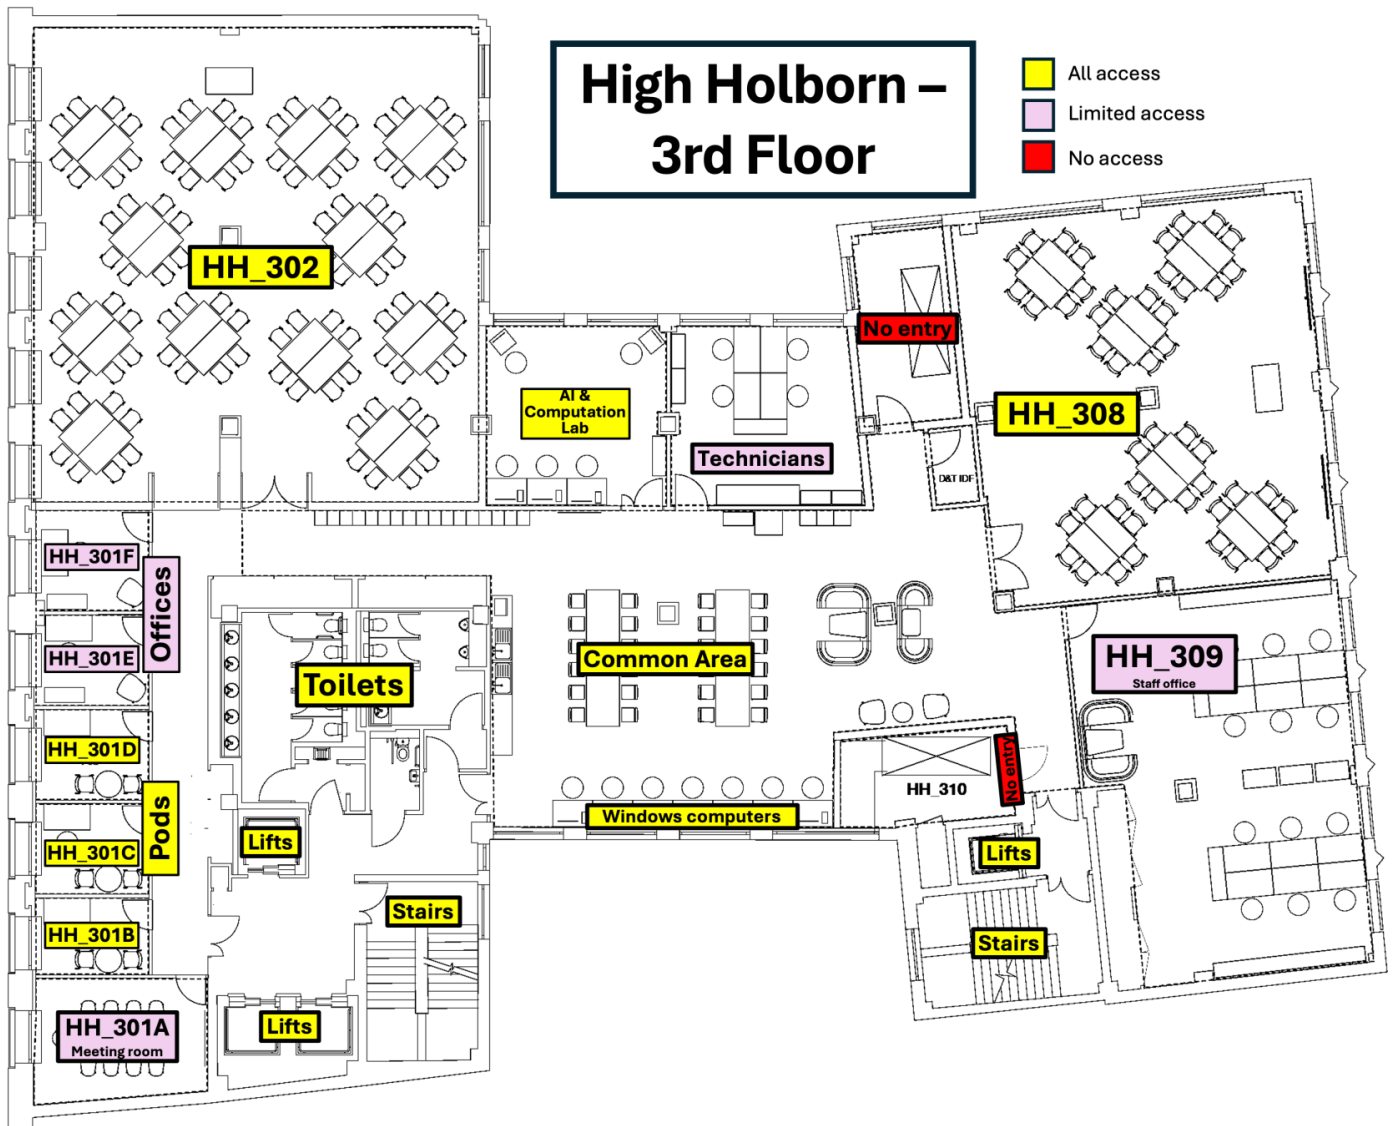 High Holborn –
3rd Floor
All access
Limited access
No access
HH_302
No entry
AI &
Computation
Lab
HH_308
Technicians
D&T IDF
HH_301F
Offices
HH_301E
Toilets
Common Area
HH_309
Staff office
HH_301D
Pods
HH_301C
HH_301B
Lifts
Windows computers
HH_310
No entry
Lifts
Stairs
Stairs
HH_301A
Meeting room
Lifts